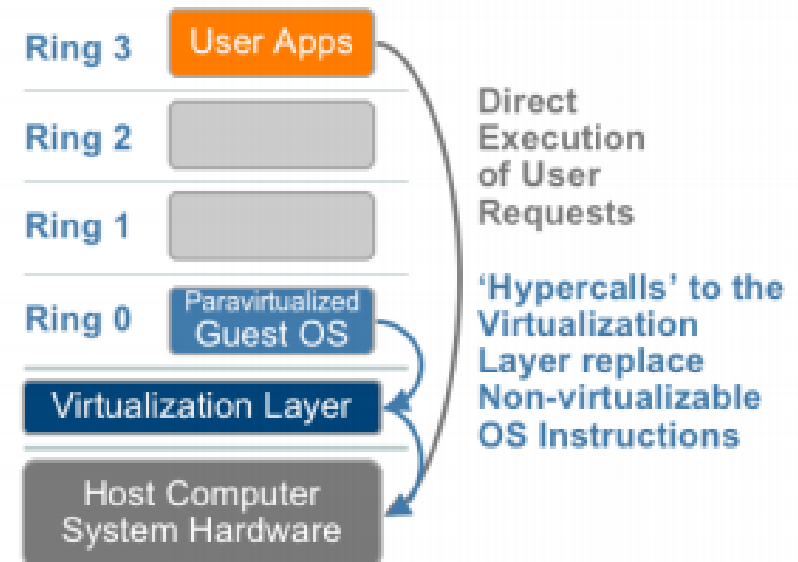 Ring 3
User Apps
Direct
Execution
of User
Requests
Ring 2
Ring 1
Ring 0
Paravirtualized
Guest OS
'Hypercalls' to the
Virtualization
Layer replace
Non-virtualizable
OS Instructions
Virtualization Layer
Host Computer
System Hardware